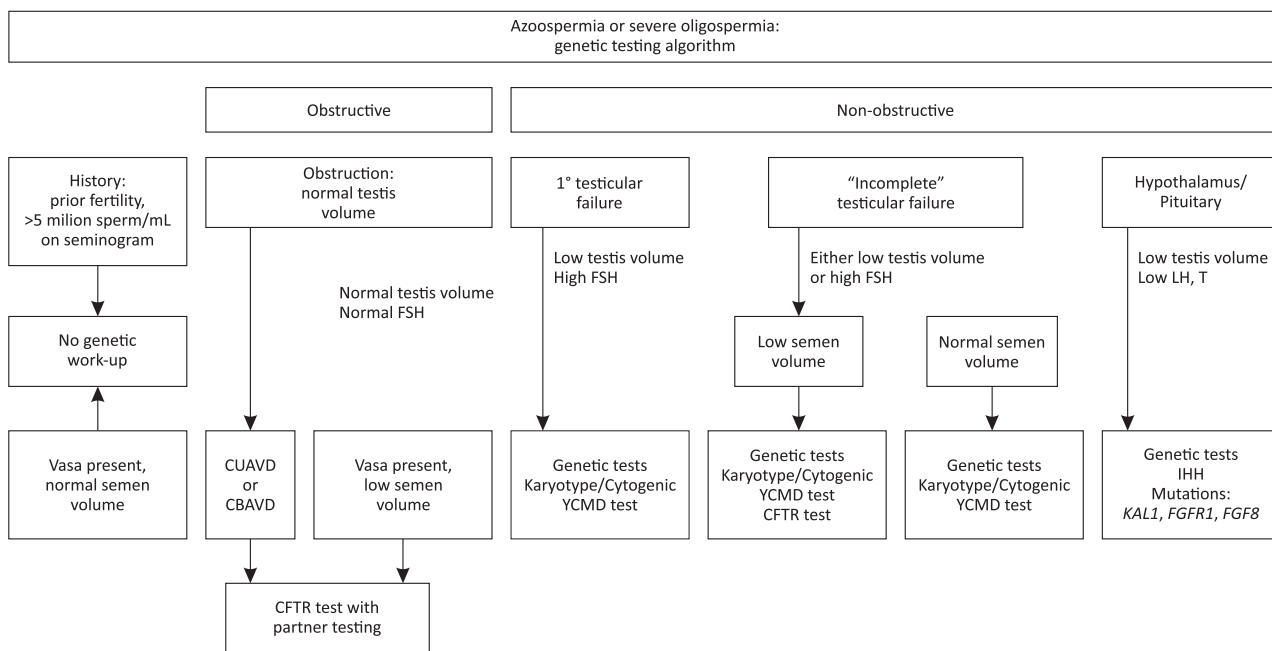 Azoospermia or severe oligospermia:
genetic testing algorithm
Obstructive
Non-obstructive
History:
prior fertility,
>5 milion sperm/mL
on seminogram
Obstruction:
normal testis
volume
1° testicular
failure
“Incomplete”
testicular failure
Hypothalamus/
Pituitary
Normal testis volume
Normal FSH
Low testis volume
High FSH
Either low testis volume
or high FSH
Low testis volume
Low LH, T
No genetic
work-up
Low semen
volume
Normal semen
volume
Vasa present,
normal semen
volume
CUAVD
or
CBAVD
Vasa present,
low semen
volume
Genetic tests
Karyotype/Cytogenic
YCMD test
Genetic tests
Karyotype/Cytogenic
YCMD test
CFTR test
Genetic tests
Karyotype/Cytogenic
YCMD test
Genetic tests
IHH
Mutations:
KAL1, FGFR1, FGF8
CFTR test with
partner testing